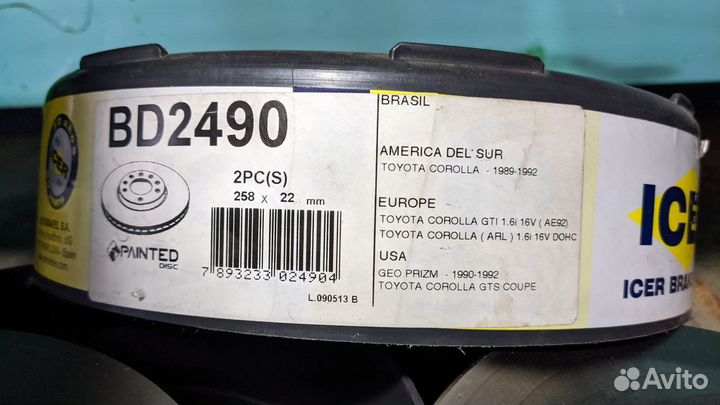 BD2490
2PC(S)
258 x 22 mm
PAINTED
DISC
7 893233 024904
L.090513 B
BRASIL
AMERICA DEL SUR
TOYOTA COROLLA - 1989-1992
EUROPE
TOYOTA COROLLA GTI 1.6i 16V ( AE92)
TOYOTA COROLLA ( ARL ) 1.6i 16V DOHC
USA
GEO PRIZM - 1990-1992
TOYOTA COROLLA GTS COUPE
ICER
ICE
ICER BRA
Avito